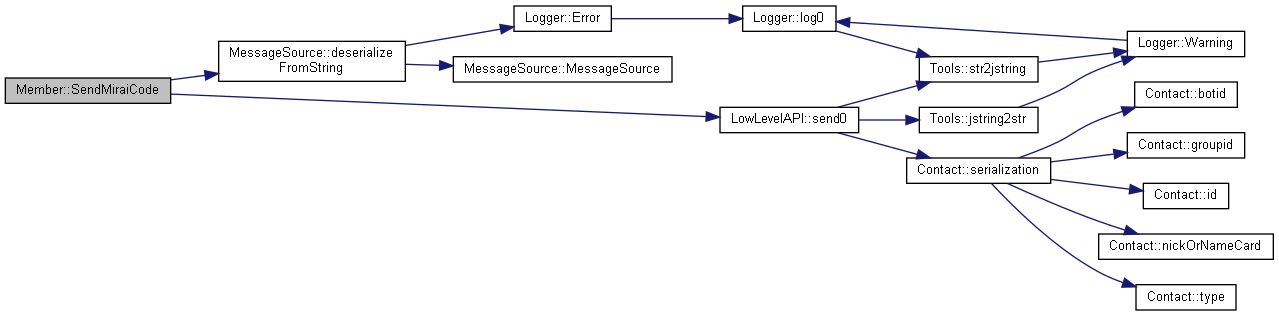 Member::SendMiraiCode
MessageSource::deserialize
FromString
Logger::Error
MessageSource::MessageSource
Logger::log0
LowLevelAPI::send0
Tools::str2jstring
Tools::jstring2str
Contact::serialization
Logger::Warning
Contact::botid
Contact::groupid
Contact::id
Contact::nickOrNameCard
Contact::type